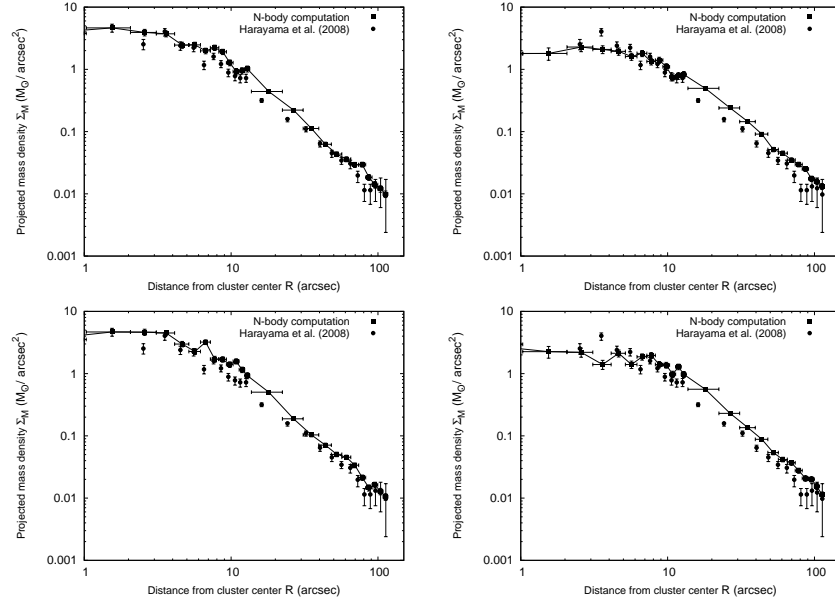 10
1
0.1
0.01
0.001
1 10 100
Projected mass density Σ_M (M_⊙/ arcsec²)
Distance from cluster center R (arcsec)
N-body computation
Harayama et al. (2008)
10
1
0.1
0.01
0.001
1 10 100
Projected mass density Σ_M (M_⊙/ arcsec²)
Distance from cluster center R (arcsec)
N-body computation
Harayama et al. (2008)
10
1
0.1
0.01
0.001
1 10 100
Projected mass density Σ_M (M_⊙/ arcsec²)
Distance from cluster center R (arcsec)
N-body computation
Harayama et al. (2008)
10
1
0.1
0.01
0.001
1 10 100
Projected mass density Σ_M (M_⊙/ arcsec²)
Distance from cluster center R (arcsec)
N-body computation
Harayama et al. (2008)